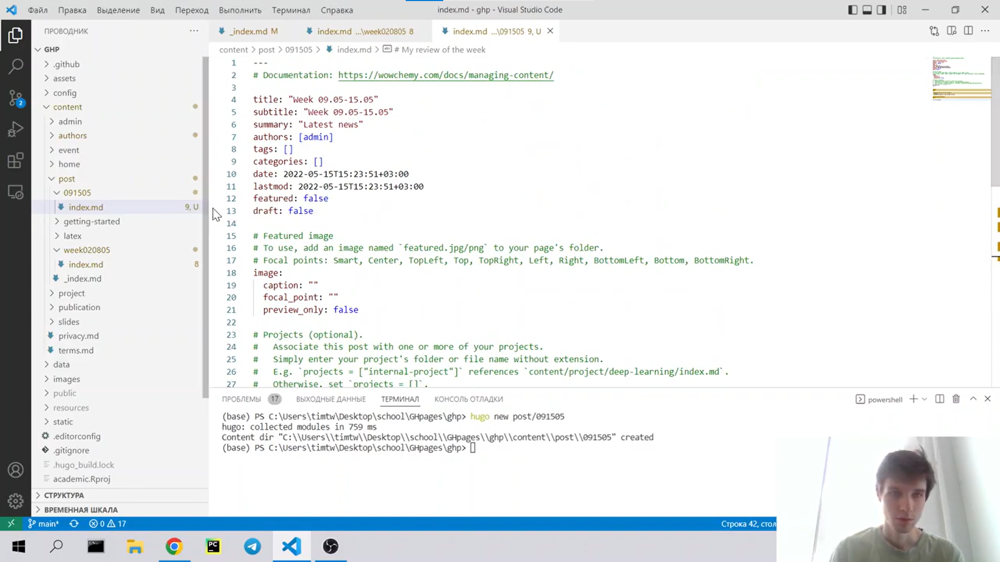 Файл Правка Выделение Вид Переход Выполнить Терминал Справка
index.md - ghp - Visual Studio Code
ПРОВОДНИК
_index.md M
index.md ...\week020805 8
index.md ...\091505 9, U
content > post > 091505 > index.md > # My review of the week
GHP
.github
assets
config
content
admin
authors
event
home
post
091505
index.md 9, U
getting-started
latex
week020805
index.md 8
_index.md
project
publication
slides
privacy.md
terms.md
data
images
public
resources
static
.editorconfig
.gitignore
.hugo_build.lock
academic.Rproj
СТРУКТУРА
ВРЕМЕННАЯ ШКАЛА
2
1 ---
2 # Documentation: https://wowchemy.com/docs/managing-content/
3
4 title: "Week 09.05-15.05"
5 subtitle: "Week 09.05-15.05"
6 summary: "Latest news"
7 authors: [admin]
8 tags: []
9 categories: []
10 date: 2022-05-15T15:23:51+03:00
11 lastmod: 2022-05-15T15:23:51+03:00
12 featured: false
13 draft: false
14
15 # Featured image
16 # To use, add an image named `featured.jpg/png` to your page's folder.
17 # Focal points: Smart, Center, TopLeft, Top, TopRight, Left, Right, BottomLeft, Bottom, BottomRight.
18 image:
19 caption: ""
20 focal_point: ""
21 preview_only: false
22
23 # Projects (optional).
24 # Associate this post with one or more of your projects.
25 # Simply enter your project's folder or file name without extension.
26 # E.g. `projects = ["internal-project"]` references `content/project/deep-learning/index.md`.
27 # Otherwise, set `projects = []`.
ПРОБЛЕМЫ 17 ВЫХОДНЫЕ ДАННЫЕ ТЕРМИНАЛ КОНСОЛЬ ОТЛАДКИ
powershell
(base) PS C:\Users\timtw\Desktop\school\GHpages\ghp> hugo new post/091505
hugo: collected modules in 759 ms
Content dir "C:\\Users\\timtw\\Desktop\\school\\GHpages\\ghp\\content\\post\\091505" created
(base) PS C:\Users\timtw\Desktop\school\GHpages\ghp>
main* 0 17
Строка 42, стол
PC